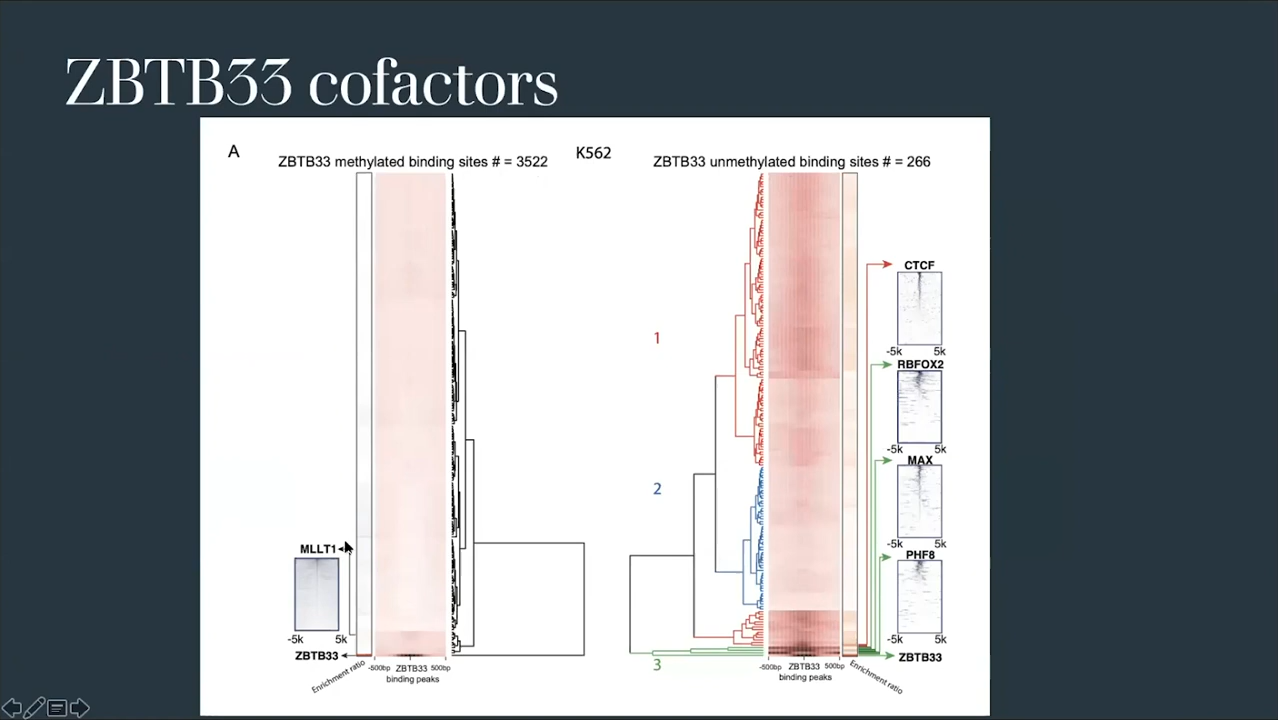 ZBTB33 cofactors
A
K562
ZBTB33 methylated binding sites # = 3522
ZBTB33 unmethylated binding sites # = 266
MLLT1
-5k 5k
ZBTB33
Enrichment ratio
-500bp ZBTB33 500bp
binding peaks
1
2
3
-500bp ZBTB33 500bp
binding peaks
Enrichment ratio
CTCF
-5k 5k
RBFOX2
-5k 5k
MAX
-5k 5k
PHF8
-5k 5k
ZBTB33